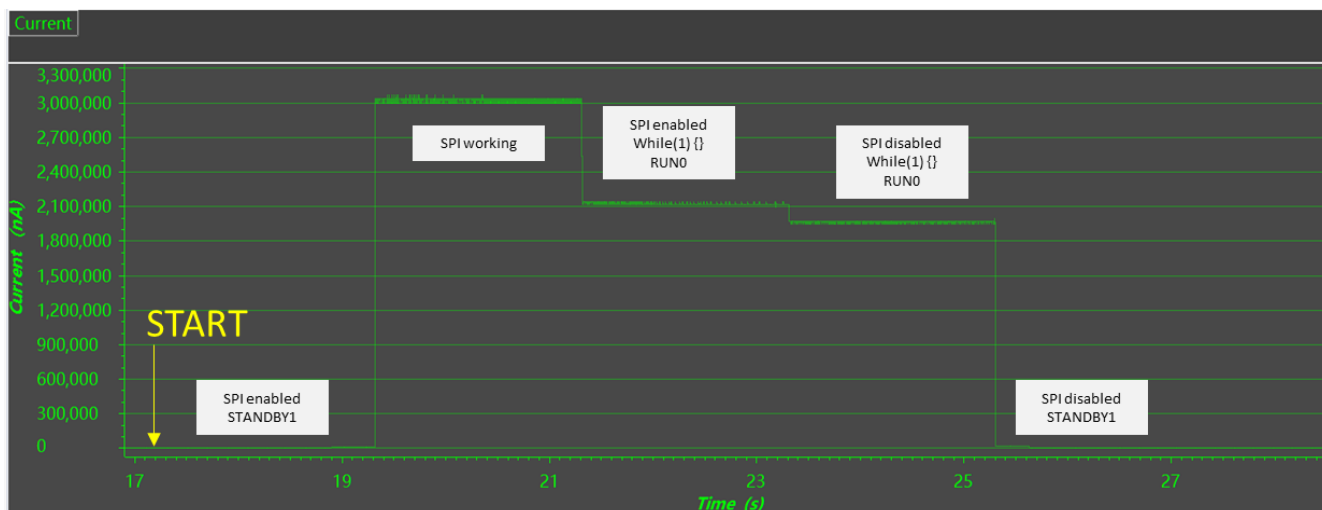 Current
3,300,000
3,000,000
2,700,000
2,400,000
2,100,000
1,800,000
1,500,000
1,200,000
900,000
600,000
300,000
0
Current (nA)
SPI working
SPI enabled
While(1) {}
RUN0
SPI disabled
While(1) {}
RUN0
START
SPI enabled
STANDBY1
SPI disabled
STANDBY1
17
19
21
23
25
27
Time (s)